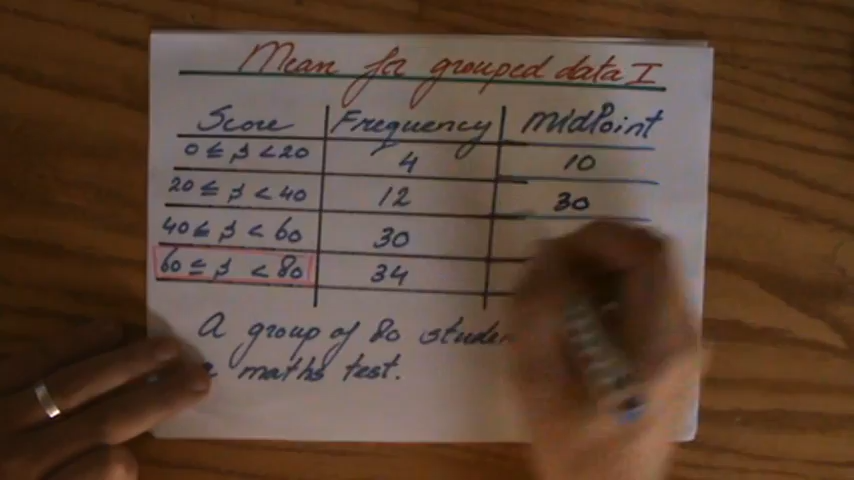 Mean for grouped data I
Score Frequency Midpoint
0 ≤ s < 20 4 10
20 ≤ s < 40 12 30
40 ≤ s < 60 30
60 ≤ s < 80 34
A group of 80
maths test.